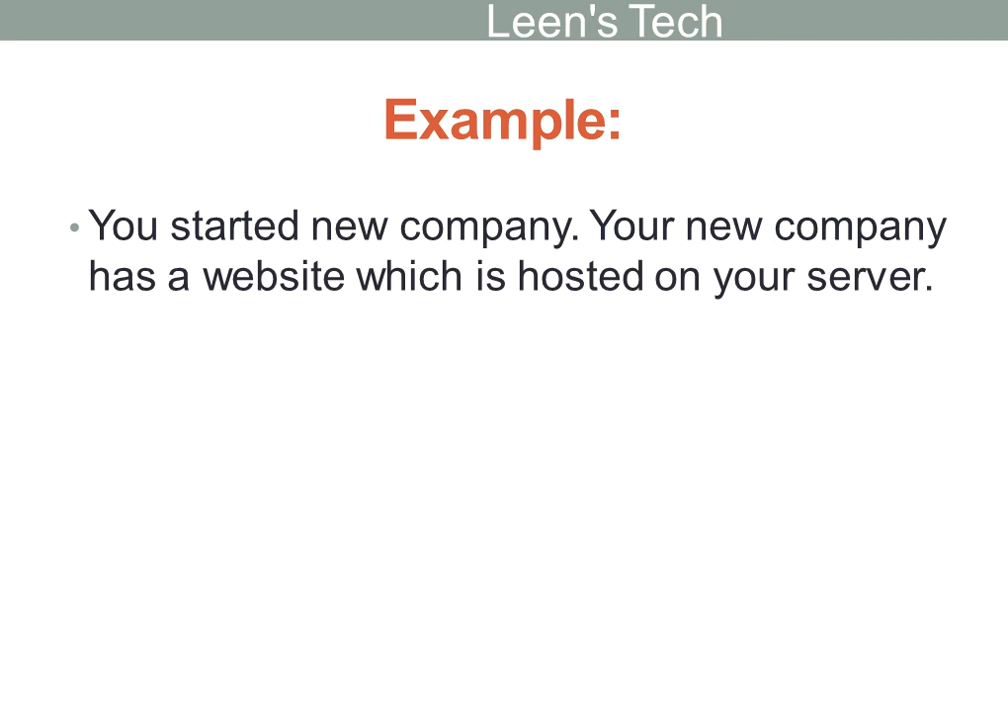 Leen's Tech
Example:
• You started new company. Your new company
has a website which is hosted on your server.